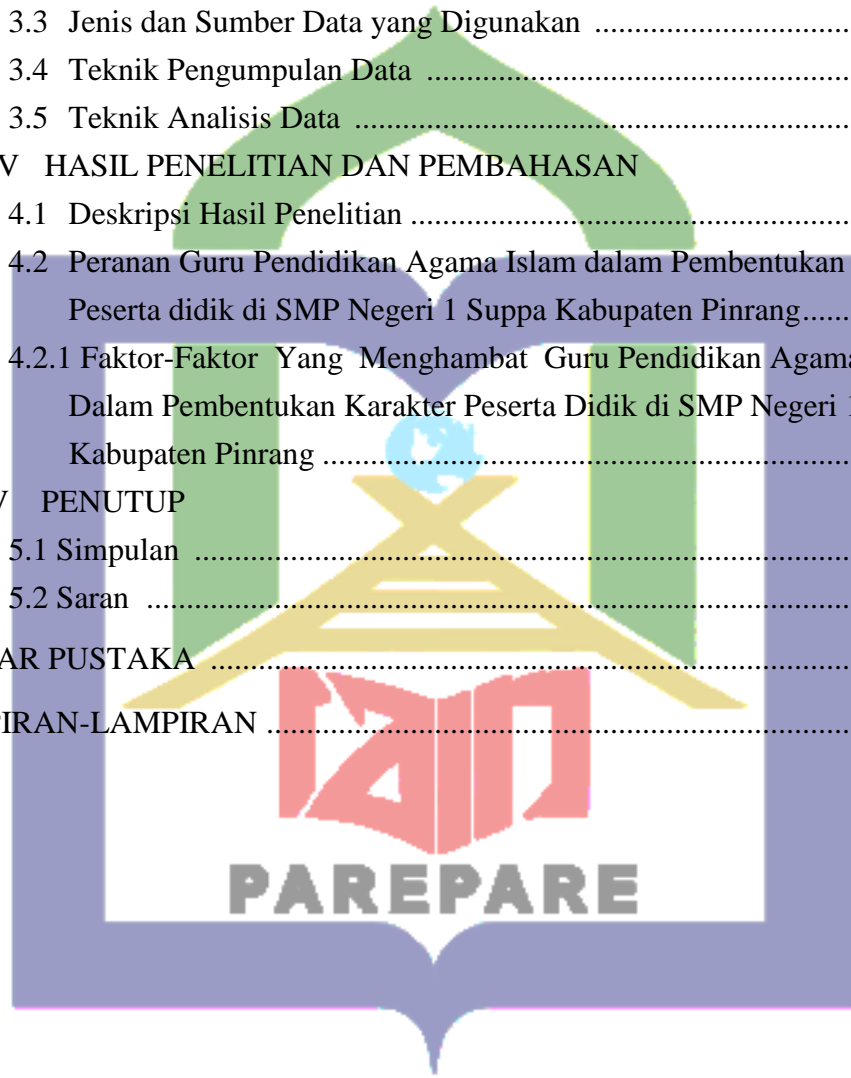 3.3 Jenis dan Sumber Data yang Digunakan ................................
3.4 Teknik Pengumpulan Data .....................................................
3.5 Teknik Analisis Data ..............................................................
V HASIL PENELITIAN DAN PEMBAHASAN
4.1 Deskripsi Hasil Penelitian ......................................................
4.2 Peranan Guru Pendidikan Agama Islam dalam Pembentukan
Peserta didik di SMP Negeri 1 Suppa Kabupaten Pinrang......
4.2.1 Faktor-Faktor Yang Menghambat Guru Pendidikan Agama
Dalam Pembentukan Karakter Peserta Didik di SMP Negeri 1
Kabupaten Pinrang ................................................................
V PENUTUP
5.1 Simpulan ................................................................................
5.2 Saran ......................................................................................
AR PUSTAKA ................................................................................
PIRAN-LAMPIRAN ........................................................................
PAREPARE